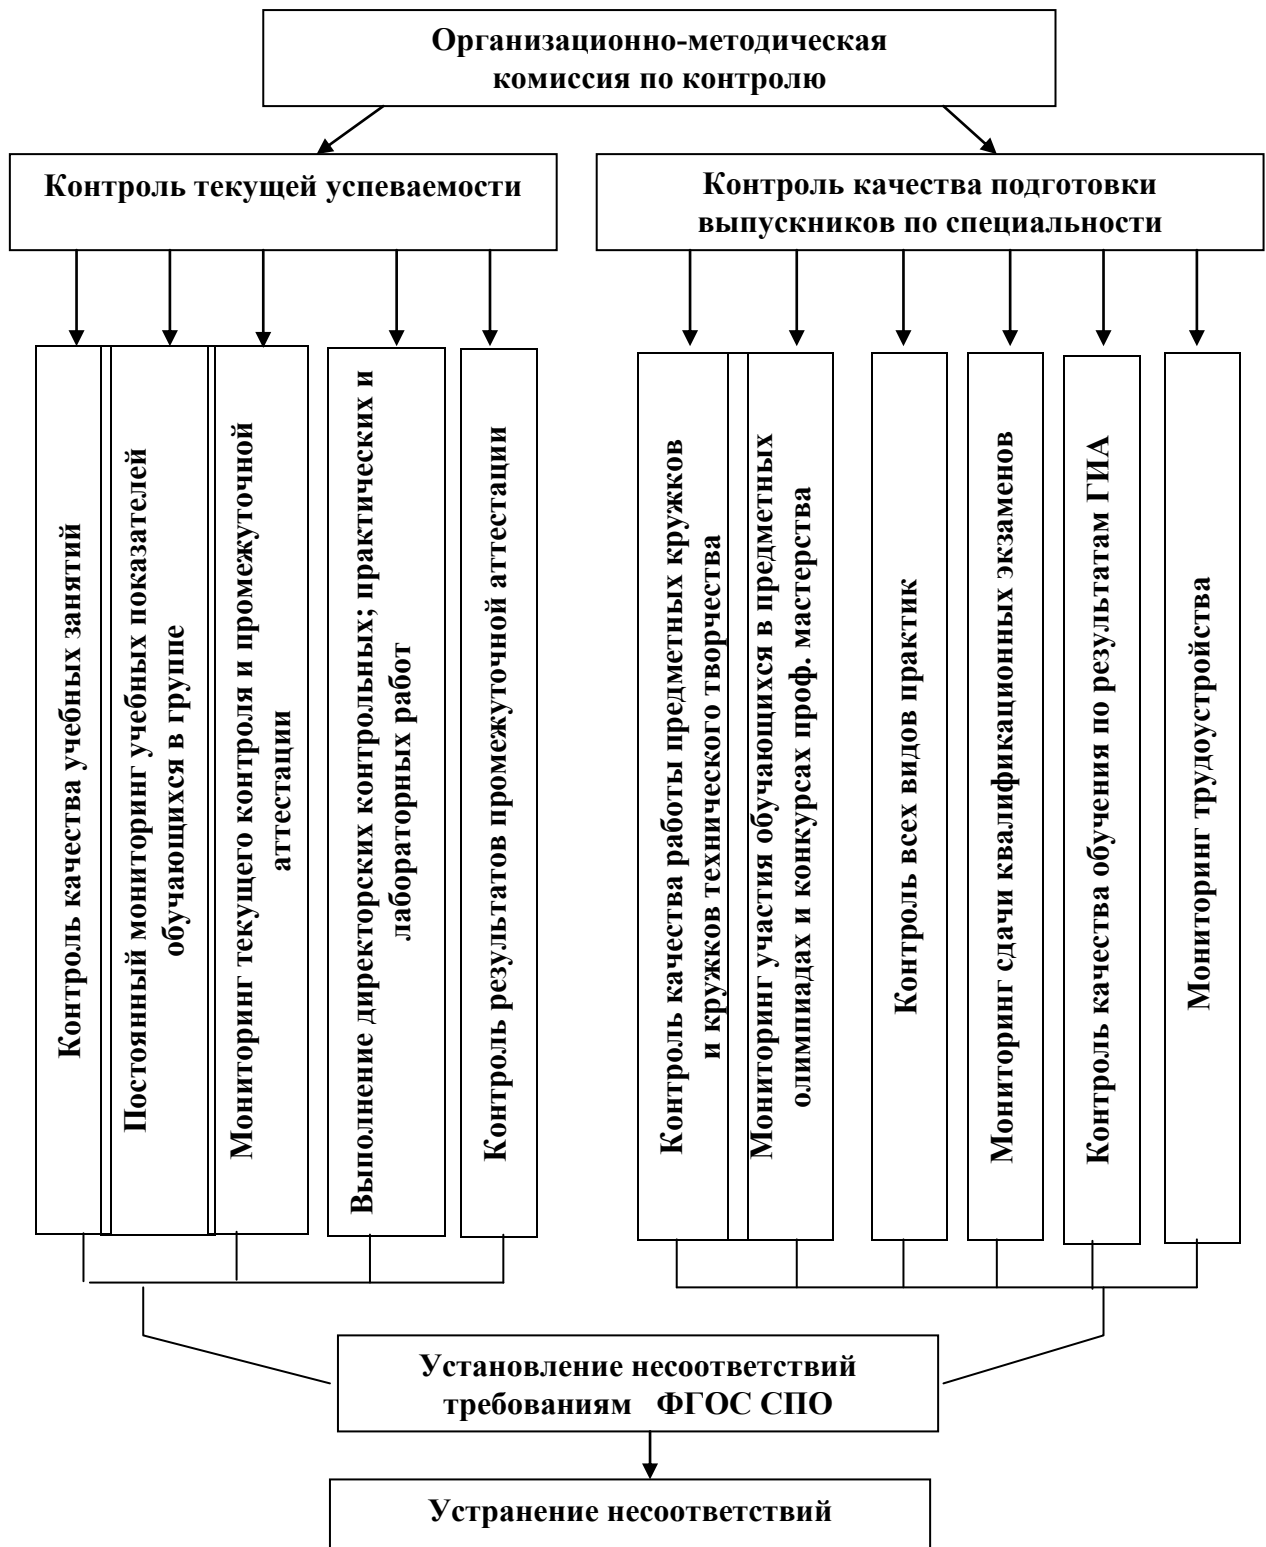 Организационно-методическая
комиссия по контролю
Контроль текущей успеваемости
Контроль качества подготовки
выпускников по специальности
Контроль качества учебных занятий
Постоянный мониторинг учебных показателей
обучающихся в группе
Мониторинг текущего контроля и промежуточной
аттестации
Выполнение директорских контрольных; практических и
лабораторных работ
Контроль результатов промежуточной аттестации
Контроль качества работы предметных кружков
и кружков технического творчества
Мониторинг участия обучающихся в предметных
олимпиадах и конкурсах проф. мастерства
Контроль всех видов практик
Мониторинг сдачи квалификационных экзаменов
Контроль качества обучения по результатам ГИА
Мониторинг трудоустройства
Установление несоответствий
требованиям ФГОС СПО
Устранение несоответствий